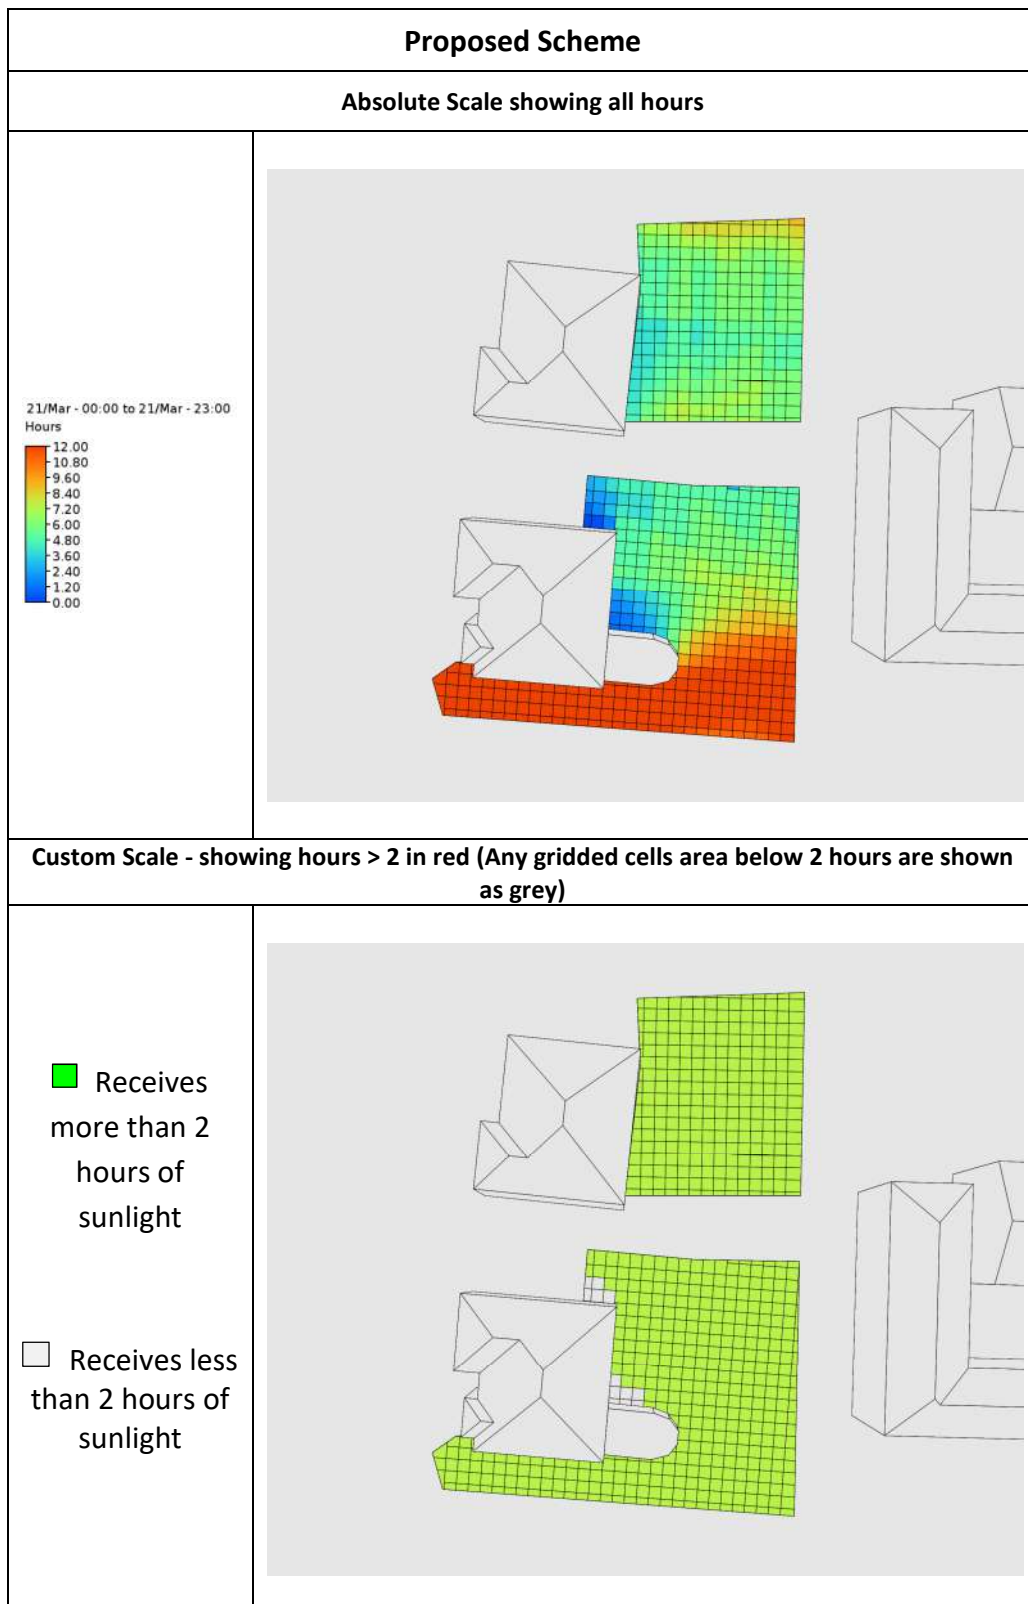 Proposed Scheme
Absolute Scale showing all hours
21/Mar - 00:00 to 21/Mar - 23:00
Hours
12.00
10.80
9.60
8.40
7.20
6.00
4.80
3.60
2.40
1.20
0.00
Custom Scale - showing hours > 2 in red (Any gridded cells area below 2 hours are shown
as grey)
Receives
more than 2
hours of
sunlight
Receives less
than 2 hours of
sunlight